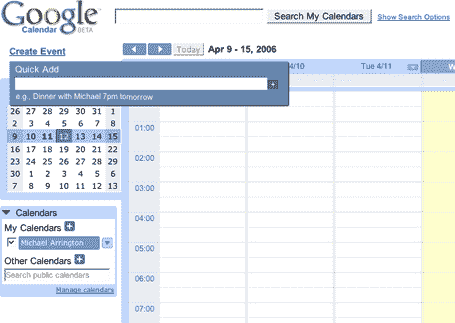 Google
Calendar BETA
Search My Calendars
Show Search Options
Create Event
Today
Apr 9 - 15, 2006
Quick Add
e.g., Dinner with Michael 7pm tomorrow
4/10
Tue 4/11
W
26 27 28 29 30 31 1
2 3 4 5 6 7 8
9 10 11 12 13 14 15
16 17 18 19 20 21 22
23 24 25 26 27 28 29
30 1 2 3 4 5 6
7 8 9 10 11 12 13
01:00
02:00
03:00
04:00
05:00
06:00
07:00
Calendars
My Calendars
Michael Arrington
Other Calendars
Search public calendars
Manage calendars